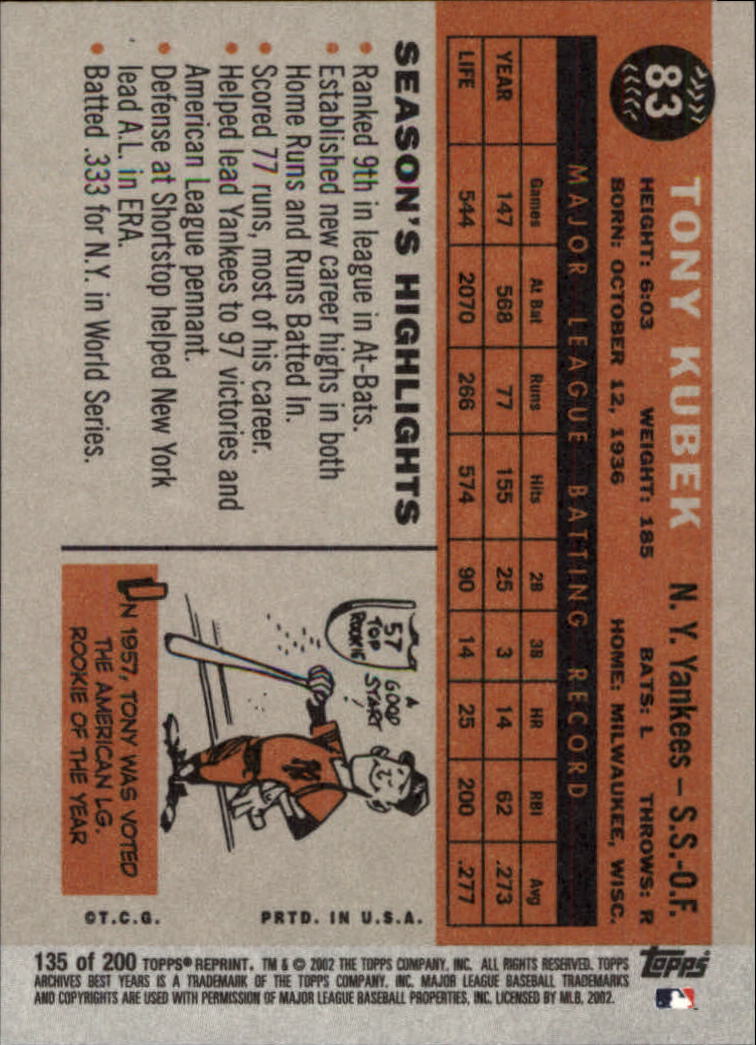 83
TONY KUBEK N. Y. Yankees – S.S.-O.F.
HEIGHT: 6:03 WEIGHT: 185 BATS: L THROWS: R
BORN: OCTOBER 12, 1936 HOME: MILWAUKEE, WISC.
MAJOR LEAGUE BATTING RECORD
Games At Bat Runs Hits 2B 3B HR RBI Avg
YEAR 147 568 77 155 25 3 14 62 .273
LIFE 544 2070 266 574 90 14 25 200 .277
SEASON'S HIGHLIGHTS
• Ranked 9th in league in At-Bats.
• Established new career highs in both
Home Runs and Runs Batted In.
• Scored 77 runs, most of his career.
• Helped lead Yankees to 97 victories and
American League pennant.
• Defense at Shortstop helped New York
lead A.L. in ERA.
• Batted .333 for N.Y. in World Series.
57
TOP
ROOKIE
A
GOOD
START!
NY
IN 1957, TONY WAS VOTED
THE AMERICAN LG.
ROOKIE OF THE YEAR
PRTD. IN U.S.A.
©T.C.G.
topps
135 of 200 TOPPS® REPRINT. TM & © 2002 THE TOPPS COMPANY, INC. ALL RIGHTS RESERVED. TOPPS
ARCHIVES BEST YEARS IS A TRADEMARK OF THE TOPPS COMPANY, INC. MAJOR LEAGUE BASEBALL TRADEMARKS
AND COPYRIGHTS ARE USED WITH PERMISSION OF MAJOR LEAGUE BASEBALL PROPERTIES, INC. LICENSED BY MLB, 2002.